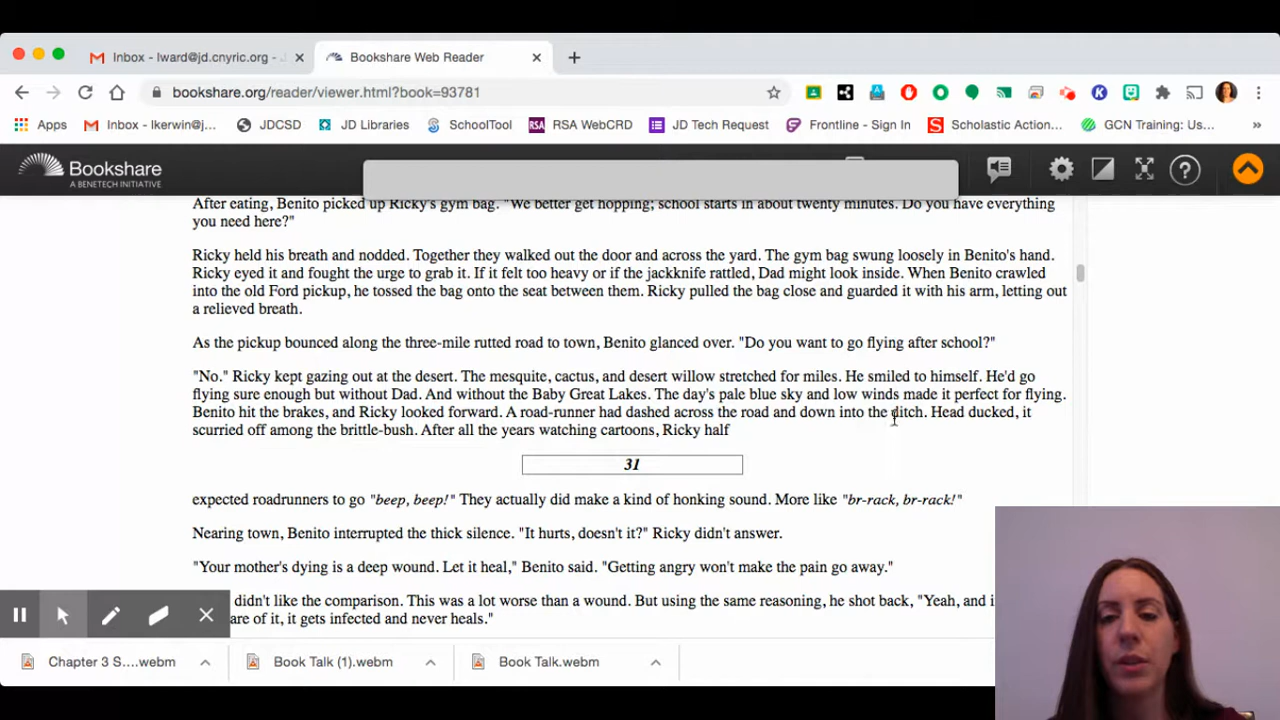 Inbox - lward@jd.cnyric.org -
Bookshare Web Reader
bookshare.org/reader/viewer.html?book=93781
Apps
Inbox - lkerwin@j...
JDCSD
JD Libraries
SchoolTool
RSA RSA WebCRD
JD Tech Request
Frontline - Sign In
S Scholastic Action...
GCN Training: Us...
Bookshare
A BENETECH INITIATIVE
After eating, Benito picked up Ricky's gym bag. "We better get hopping; school starts in about twenty minutes. Do you have everything
you need here?"
Ricky held his breath and nodded. Together they walked out the door and across the yard. The gym bag swung loosely in Benito's hand.
Ricky eyed it and fought the urge to grab it. If it felt too heavy or if the jackknife rattled, Dad might look inside. When Benito crawled
into the old Ford pickup, he tossed the bag onto the seat between them. Ricky pulled the bag close and guarded it with his arm, letting out
a relieved breath.
As the pickup bounced along the three-mile rutted road to town, Benito glanced over. "Do you want to go flying after school?"
"No." Ricky kept gazing out at the desert. The mesquite, cactus, and desert willow stretched for miles. He smiled to himself. He'd go
flying sure enough but without Dad. And without the Baby Great Lakes. The day's pale blue sky and low winds made it perfect for flying.
Benito hit the brakes, and Ricky looked forward. A road-runner had dashed across the road and down into the ditch. Head ducked, it
scurried off among the brittle-bush. After all the years watching cartoons, Ricky half
31
expected roadrunners to go "beep, beep!" They actually did make a kind of honking sound. More like "br-rack, br-rack!"
Nearing town, Benito interrupted the thick silence. "It hurts, doesn't it?" Ricky didn't answer.
"Your mother's dying is a deep wound. Let it heal," Benito said. "Getting angry won't make the pain go away."
didn't like the comparison. This was a lot worse than a wound. But using the same reasoning, he shot back, "Yeah, and i
are of it, it gets infected and never heals."
Chapter 3 S....webm
Book Talk (1).webm
Book Talk.webm